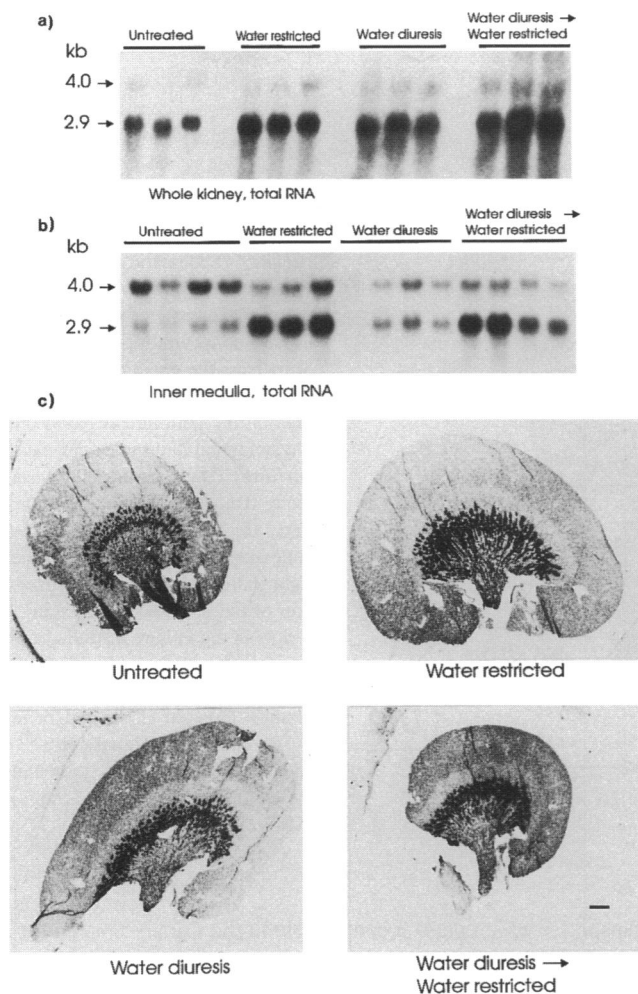 a)
Untreated
Water restricted
Water diuresis
Water diuresis →
Water restricted
kb
4.0 →
2.9 →
Whole kidney, total RNA
b)
Untreated
Water restricted
Water diuresis
Water diuresis →
Water restricted
kb
4.0 →
2.9 →
Inner medulla, total RNA
c)
Untreated
Water restricted
Water diuresis
Water diuresis →
Water restricted